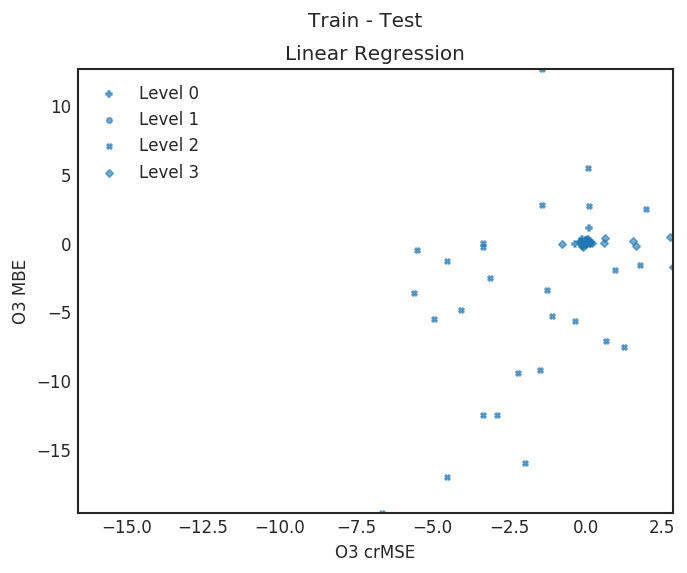 Train - Test
Linear Regression
Level 0
Level 1
Level 2
Level 3
10
5
0
−5
−10
−15
O3 MBE
−15.0 −12.5 −10.0 −7.5 −5.0 −2.5 0.0 2.5
O3 crMSE